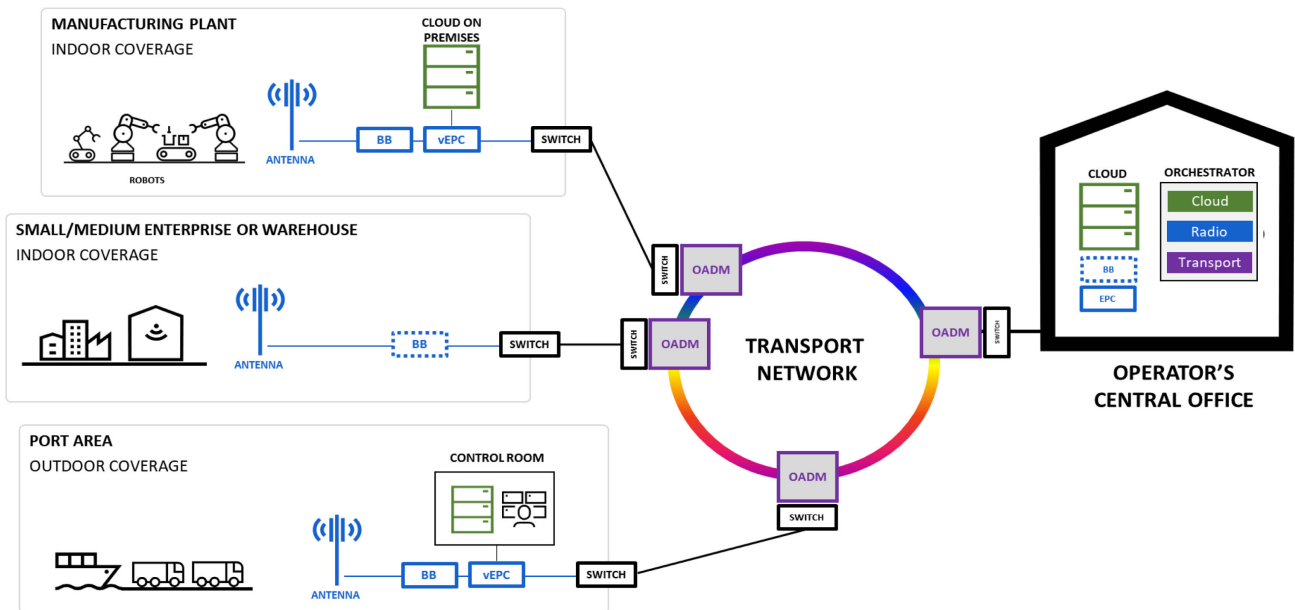 MANUFACTURING PLANT
INDOOR COVERAGE
CLOUD ON
PREMISES
ANTENNA
BB
vEPC
SWITCH
ROBOTS
SMALL/MEDIUM ENTERPRISE OR WAREHOUSE
INDOOR COVERAGE
ANTENNA
BB
SWITCH
PORT AREA
OUTDOOR COVERAGE
CONTROL ROOM
ANTENNA
BB
vEPC
SWITCH
SWITCH
OADM
SWITCH
OADM
TRANSPORT
NETWORK
OADM
SWITCH
OADM
SWITCH
CLOUD
BB
EPC
ORCHESTRATOR
Cloud
Radio
Transport
OPERATOR'S
CENTRAL OFFICE